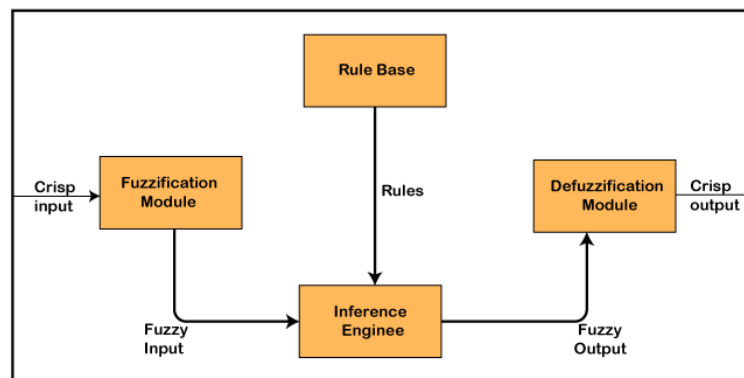 Rule Base
Crisp
input
Fuzzification
Module
Rules
Defuzzification
Module
Crisp
output
Inference
Enginee
Fuzzy
Input
Fuzzy
Output